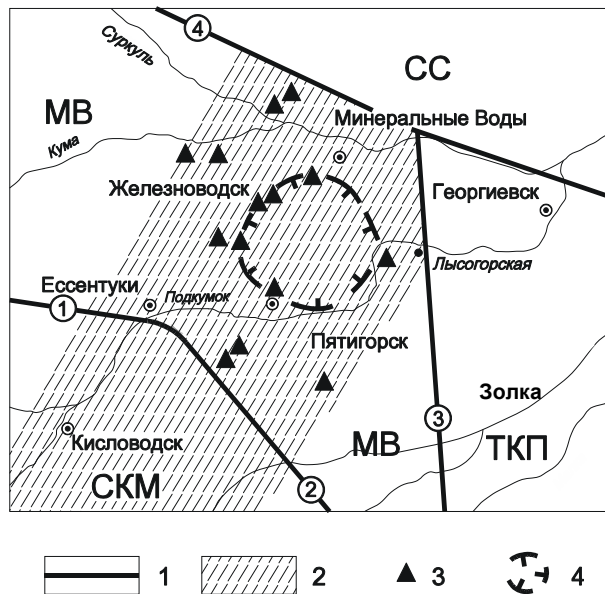 4
Суркуль
СС
МВ
Минеральные Воды
Кума
Железноводск
Георгиевск
Лысогорская
Ессентуки
Подкумок
1
Пятигорск
Золка
3
Кисловодск
МВ
ТКП
СКМ
2
1 2 3 4